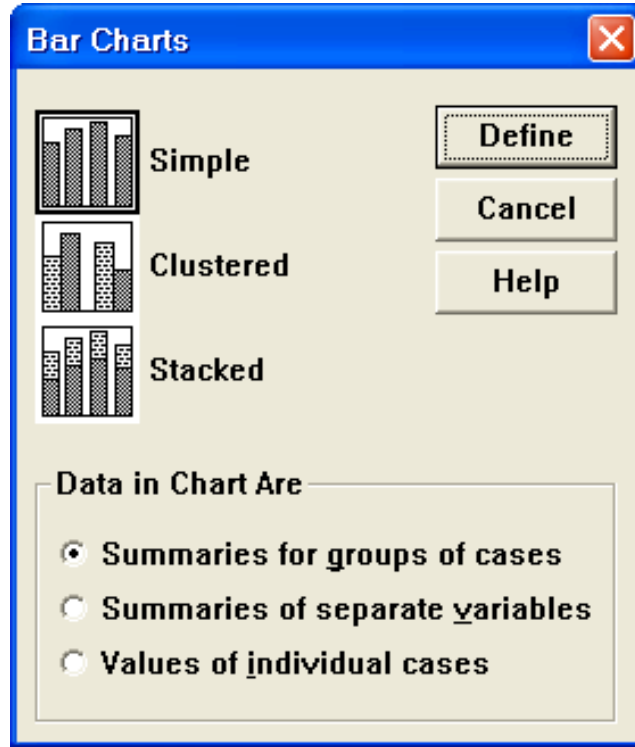 Bar Charts
Simple
Clustered
Stacked
Define
Cancel
Help
Data in Chart Are
Summaries for groups of cases
Summaries of separate variables
Values of individual cases